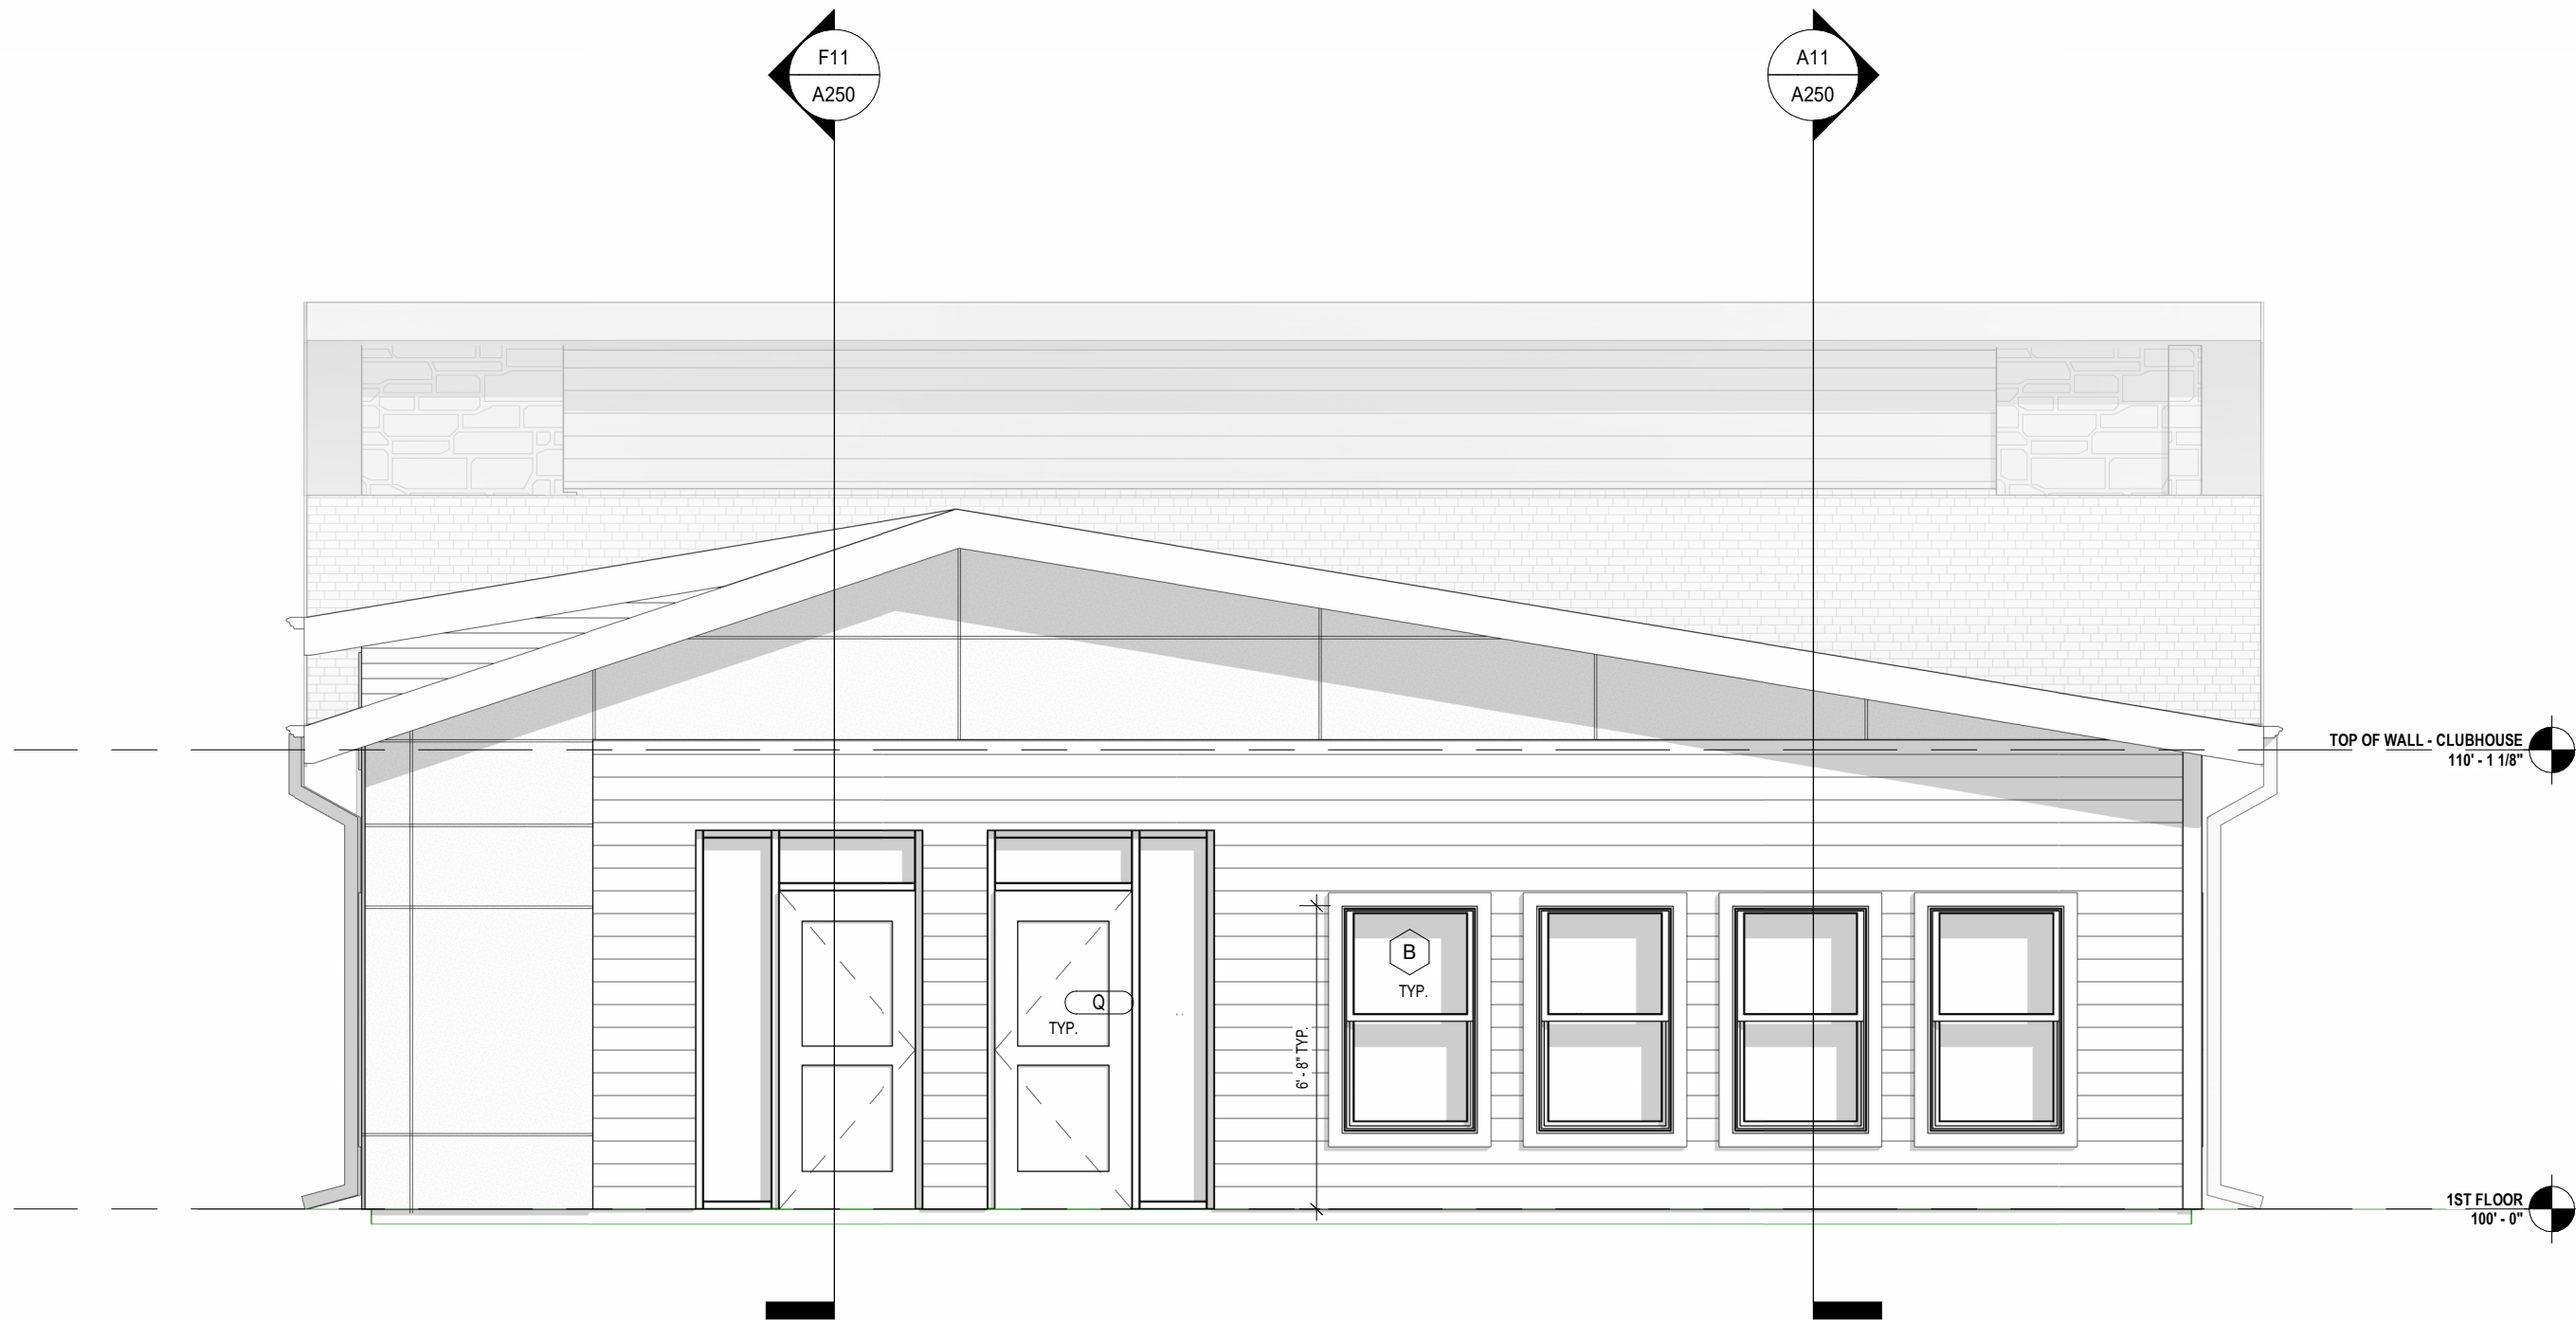 F11
A250
A11
A250
TOP OF WALL - CLUBHOUSE
110' - 1 1/8"
B
TYP.
Q
TYP.
6' - 8" TYP.
1ST FLOOR
100' - 0"